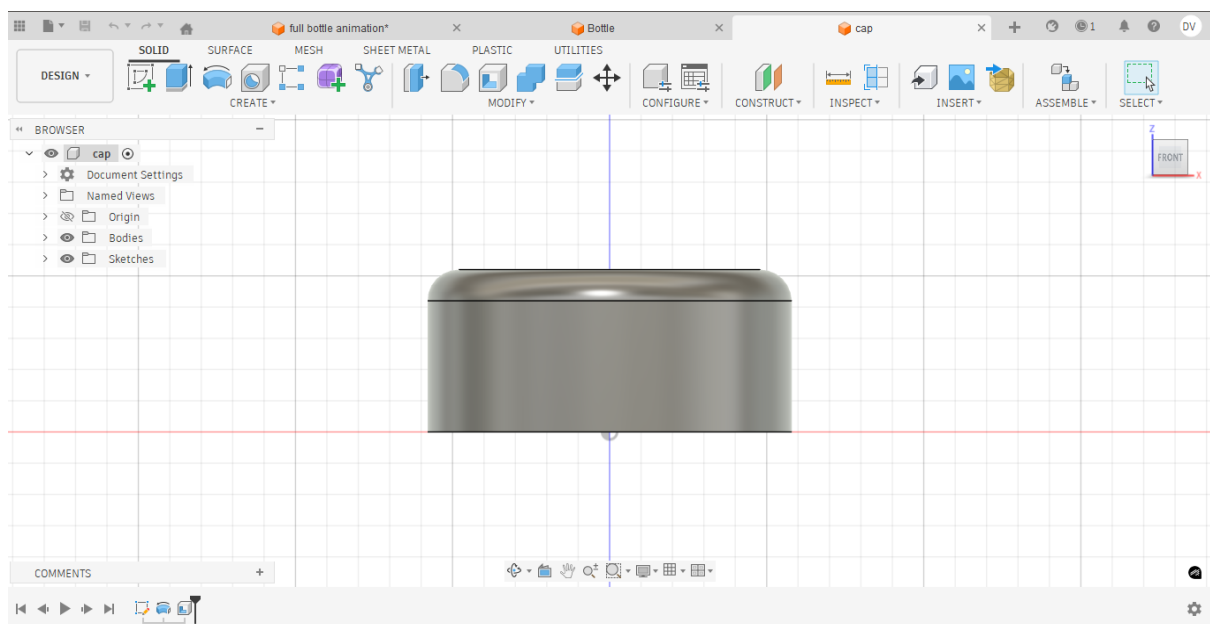 full bottle animation*
Bottle
cap
1
DV
SOLID
SURFACE
MESH
SHEET METAL
PLASTIC
UTILITIES
DESIGN
CREATE
MODIFY
CONFIGURE
CONSTRUCT
INSPECT
INSERT
ASSEMBLE
SELECT
BROWSER
cap
Document Settings
Named Views
Origin
Bodies
Sketches
Z
FRONT
X
COMMENTS